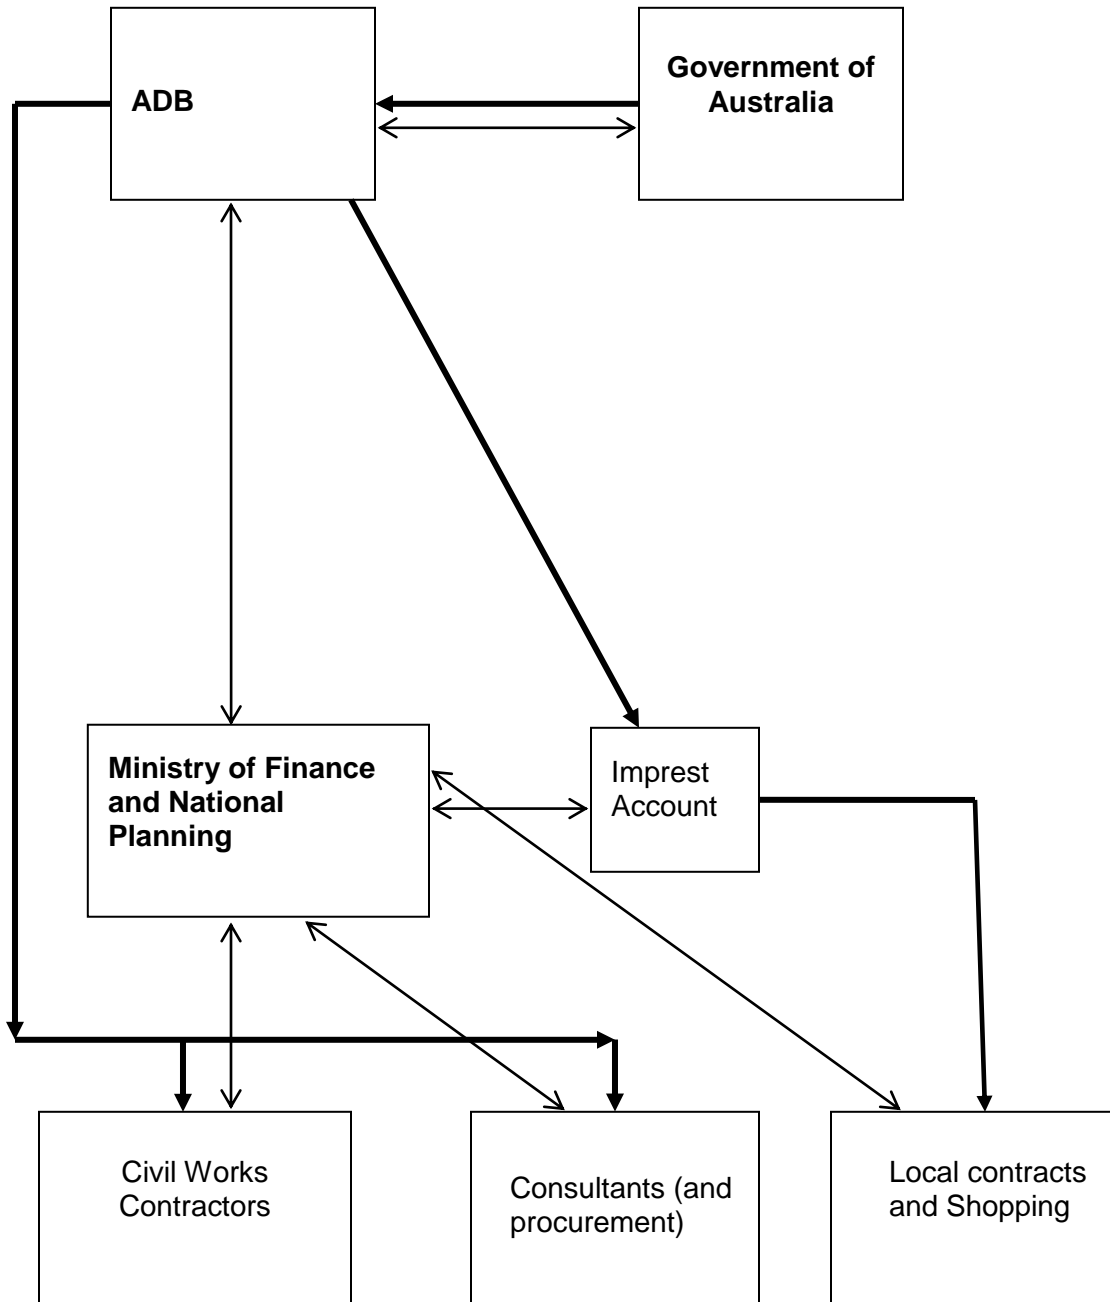 ADB
Government of
Australia
Ministry of Finance
and National
Planning
Imprest
Account
Civil Works
Contractors
Consultants (and
procurement)
Local contracts
and Shopping